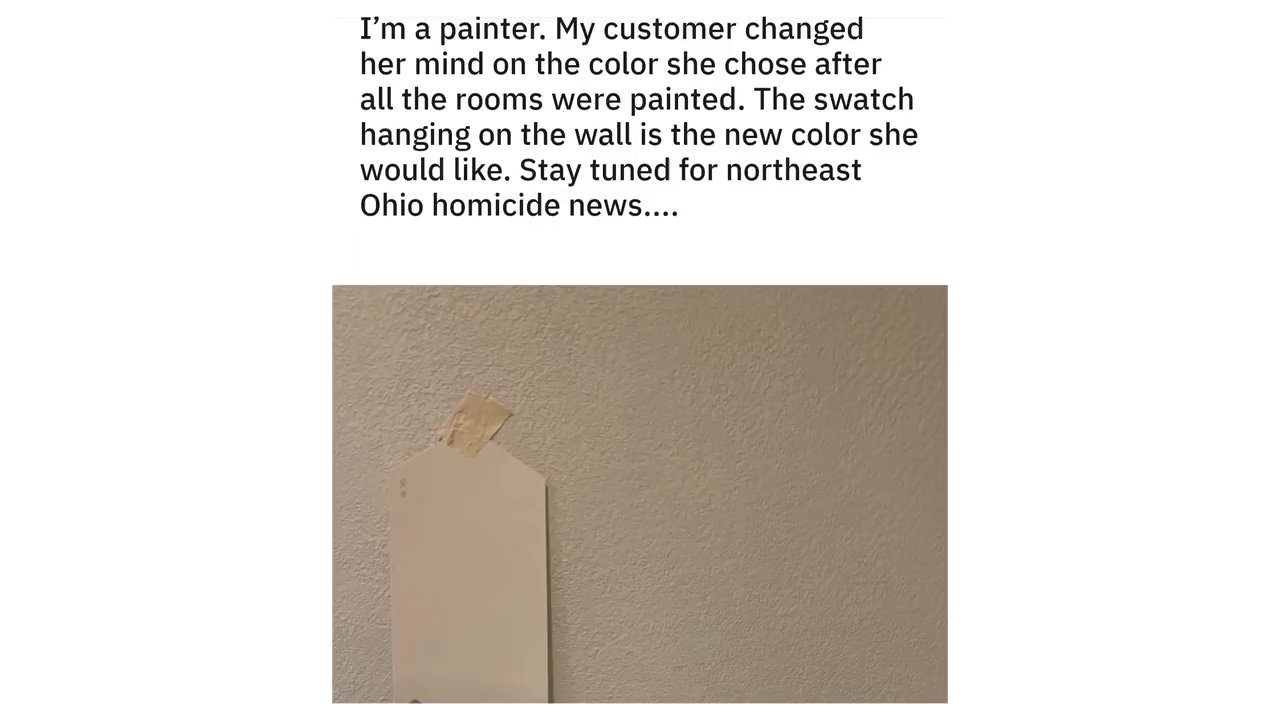 I’m a painter. My customer changed
her mind on the color she chose after
all the rooms were painted. The swatch
hanging on the wall is the new color she
would like. Stay tuned for northeast
Ohio homicide news....